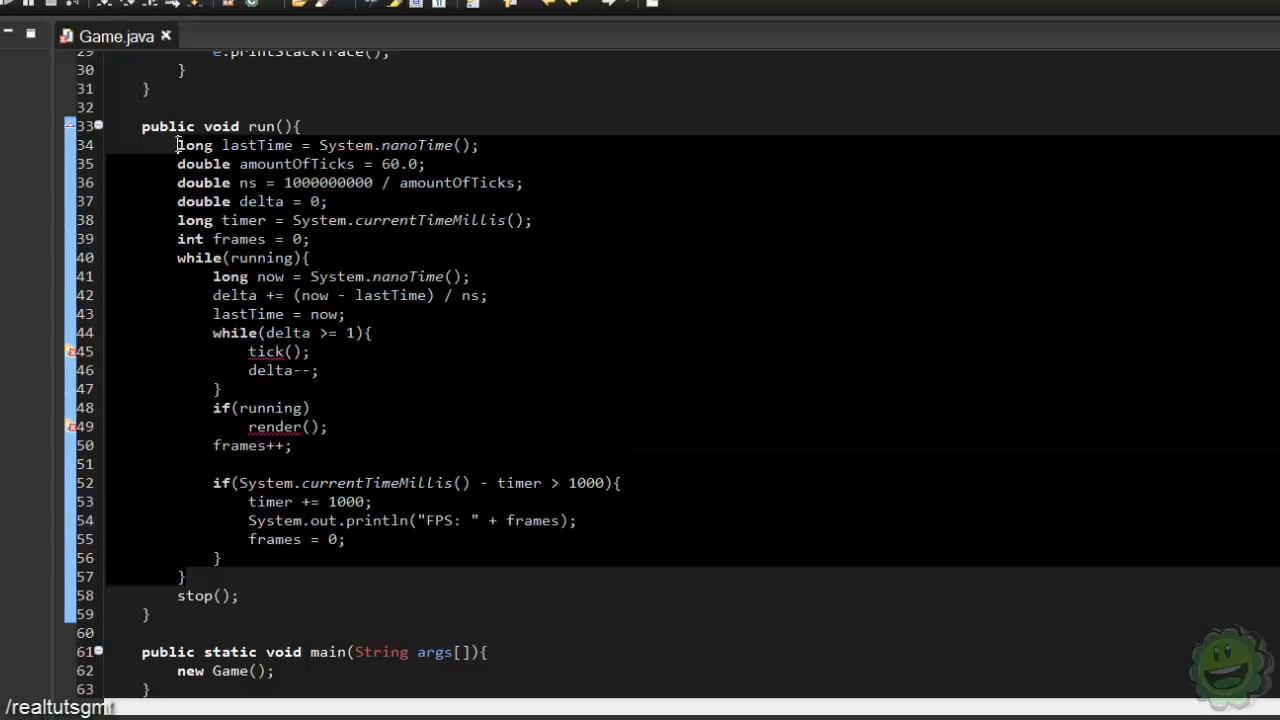 Game.java
29 e.printStackTrace();
30 }
31 }
32
33 public void run(){
34 long lastTime = System.nanoTime();
35 double amountOfTicks = 60.0;
36 double ns = 1000000000 / amountOfTicks;
37 double delta = 0;
38 long timer = System.currentTimeMillis();
39 int frames = 0;
40 while(running){
41 long now = System.nanoTime();
42 delta += (now - lastTime) / ns;
43 lastTime = now;
44 while(delta >= 1){
45 tick();
46 delta--;
47 }
48 if(running)
49 render();
50 frames++;
51
52 if(System.currentTimeMillis() - timer > 1000){
53 timer += 1000;
54 System.out.println("FPS: " + frames);
55 frames = 0;
56 }
57 }
58 stop();
59 }
60
61 public static void main(String args[]){
62 new Game();
63 }
/realtutsgml